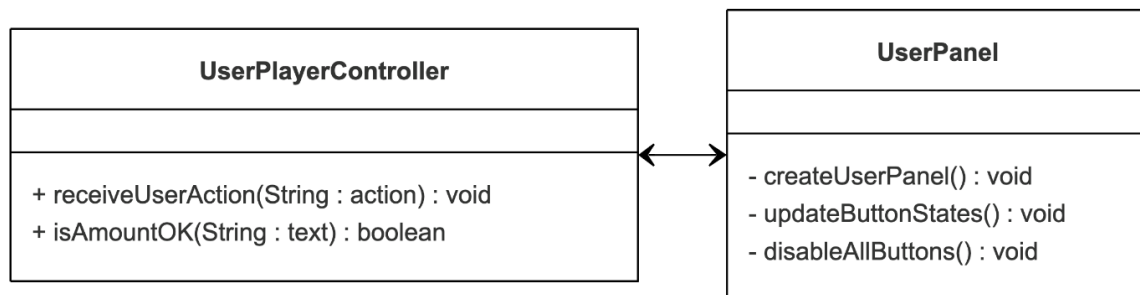 UserPlayerController
+ receiveUserAction(String : action) : void
+ isAmountOK(String : text) : boolean
UserPanel
- createUserPanel() : void
- updateButtonStates() : void
- disableAllButtons() : void